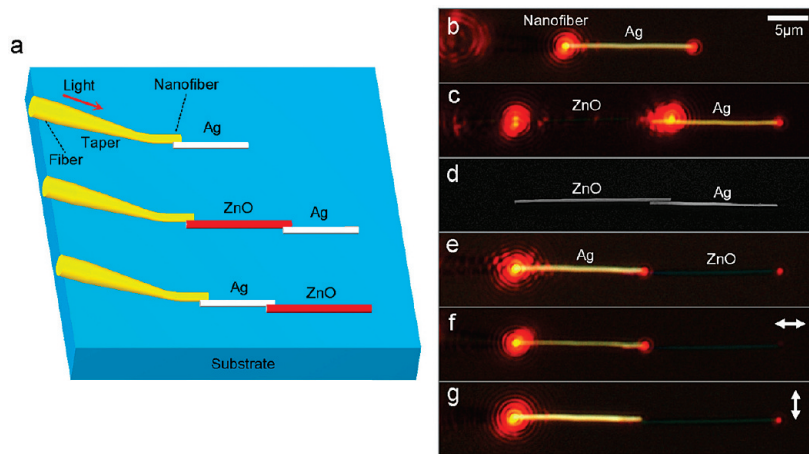 a
Light
Nanofiber
Ag
Taper
Fiber
ZnO
Ag
Ag
ZnO
Substrate
b
Nanofiber
Ag
5μm
c
ZnO
Ag
d
ZnO
Ag
e
Ag
ZnO
f
g